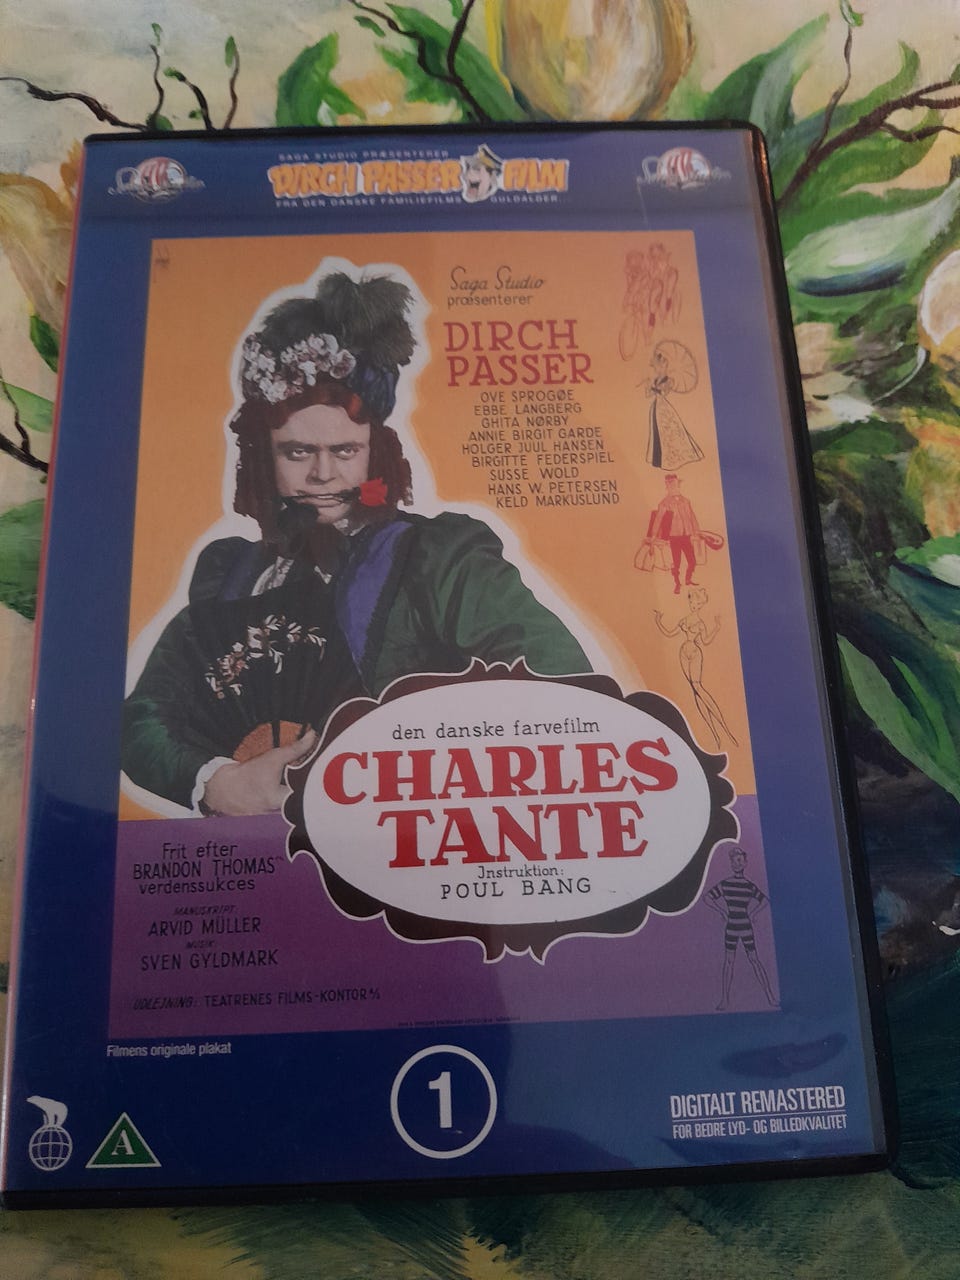 SAGA STUDIO PRÆSENTERER
DIRCH PASSER FILM
FRA DEN DANSKE FAMILIEFILMS GULDALDER...
Saga Studio
præsenterer
DIRCH
PASSER
OVE SPROGØE
EBBE LANGBERG
GHITA NØRBY
ANNIE BIRGIT GARDE
HOLGER JUUL HANSEN
BIRGITTE FEDERSPIEL
SUSSE WOLD
HANS W. PETERSEN
KELD MARKUSLUND
den danske farvefilm
CHARLES
TANTE
Instruktion:
POUL BANG
Frit efter
BRANDON THOMAS'
verdenssukces
MANUSKRIPT:
ARVID MÜLLER
MUSIK:
SVEN GYLDMARK
UDLEJNING: TEATRENES FILMS-KONTOR A/S
Filmens originale plakat
1
A
DIGITALT REMASTERED
FOR BEDRE LYD- OG BILLEDKVALITET